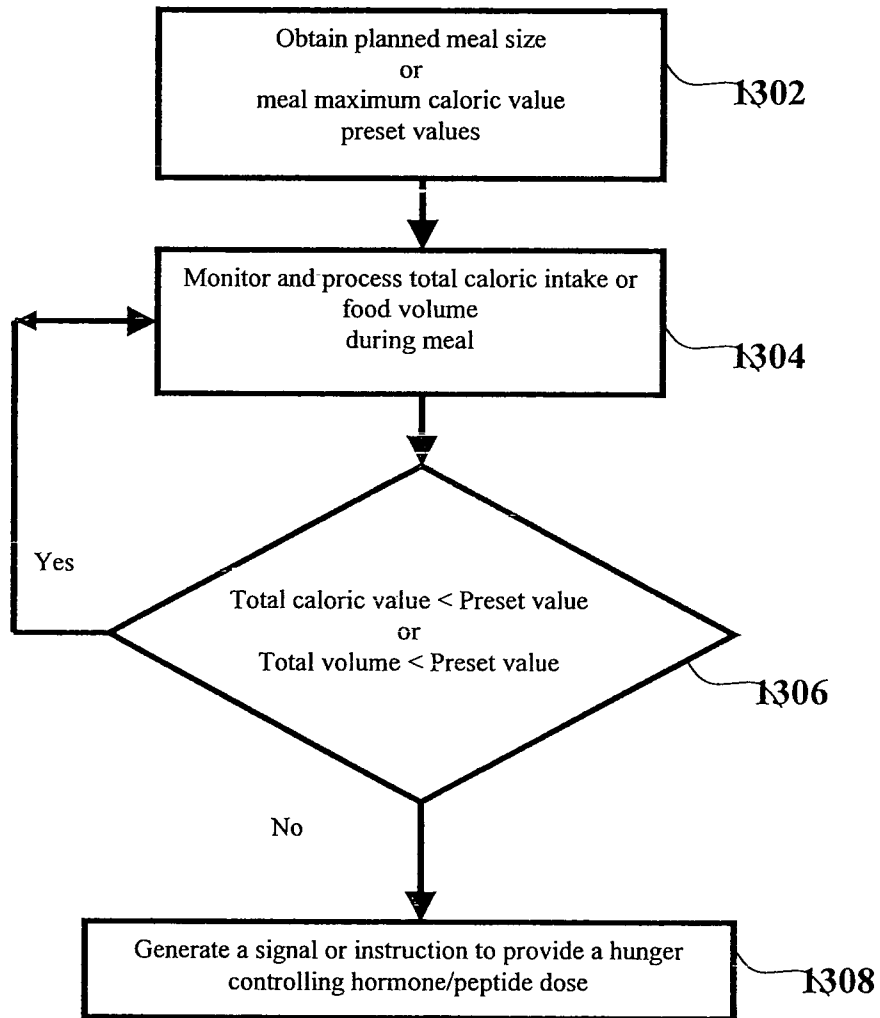 Obtain planned meal size
or
meal maximum caloric value
preset values
1302
Monitor and process total caloric intake or
food volume
during meal
1304
Yes
Total caloric value < Preset value
or
Total volume < Preset value
1306
No
Generate a signal or instruction to provide a hunger
controlling hormone/peptide dose
1308